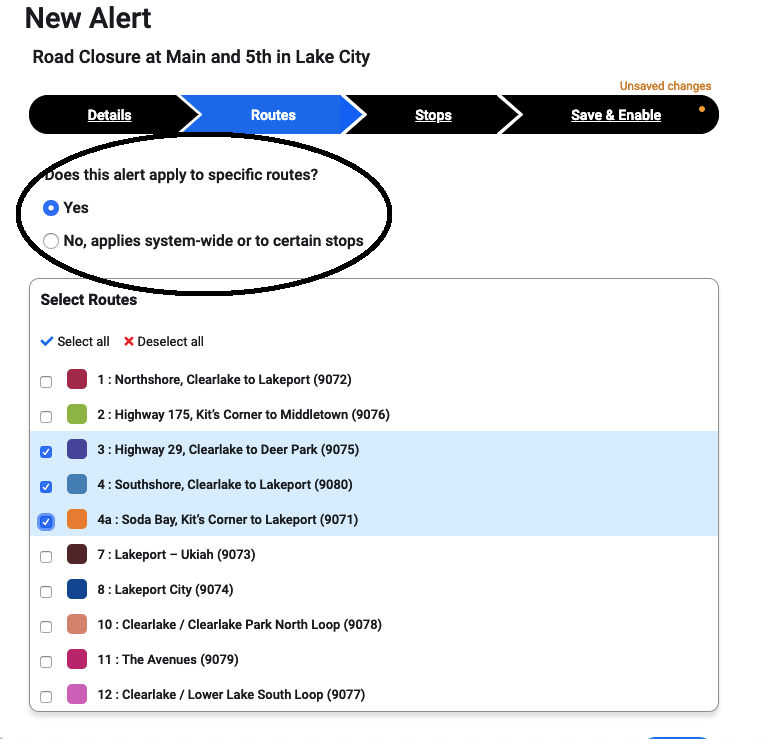 New Alert
Road Closure at Main and 5th in Lake City
Unsaved changes
Details Routes Stops Save & Enable
Does this alert apply to specific routes?
Yes
No, applies system-wide or to certain stops
Select Routes
Select all Deselect all
1 : Northshore, Clearlake to Lakeport (9072)
2 : Highway 175, Kit’s Corner to Middletown (9076)
3 : Highway 29, Clearlake to Deer Park (9075)
4 : Southshore, Clearlake to Lakeport (9080)
4a : Soda Bay, Kit’s Corner to Lakeport (9071)
7 : Lakeport – Ukiah (9073)
8 : Lakeport City (9074)
10 : Clearlake / Clearlake Park North Loop (9078)
11 : The Avenues (9079)
12 : Clearlake / Lower Lake South Loop (9077)